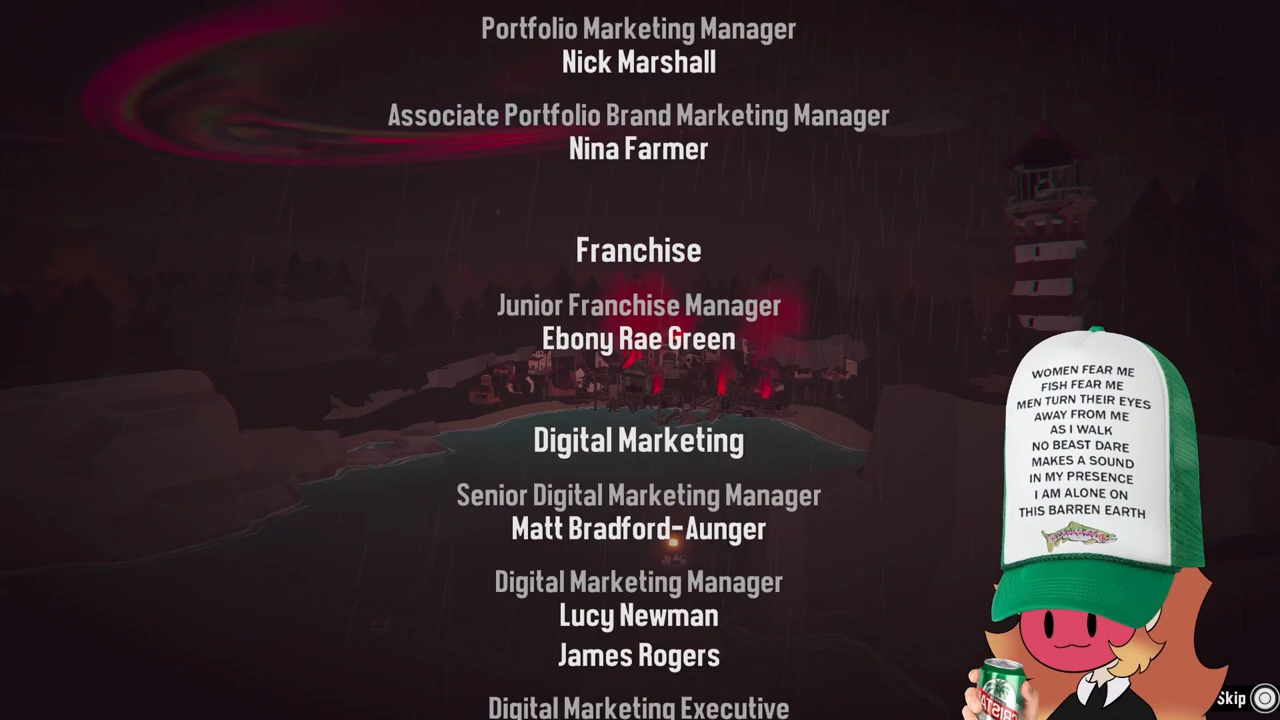 Portfolio Marketing Manager
Nick Marshall
Associate Portfolio Brand Marketing Manager
Nina Farmer
Franchise
Junior Franchise Manager
Ebony Rae Green
Digital Marketing
Senior Digital Marketing Manager
Matt Bradford-Aunger
Digital Marketing Manager
Lucy Newman
James Rogers
Digital Marketing Executive
WOMEN FEAR ME
FISH FEAR ME
MEN TURN THEIR EYES
AWAY FROM ME
AS I WALK
NO BEAST DARE
MAKES A SOUND
IN MY PRESENCE
I AM ALONE ON
THIS BARREN EARTH
Skip